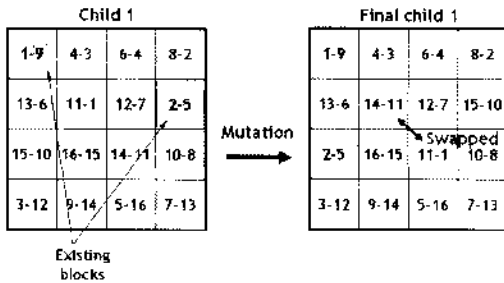 Child 1
1-9 4-3 6-4 8-2
13-6 11-1 12-7 2-5
15-10 16-15 14-11 10-8
3-12 9-14 5-16 7-13
Existing
blocks
Mutation
Final child 1
1-9 4-3 6-4 8-2
13-6 14-11 12-7 15-10
Swapped
2-5 16-15 11-1 10-8
3-12 9-14 5-16 7-13